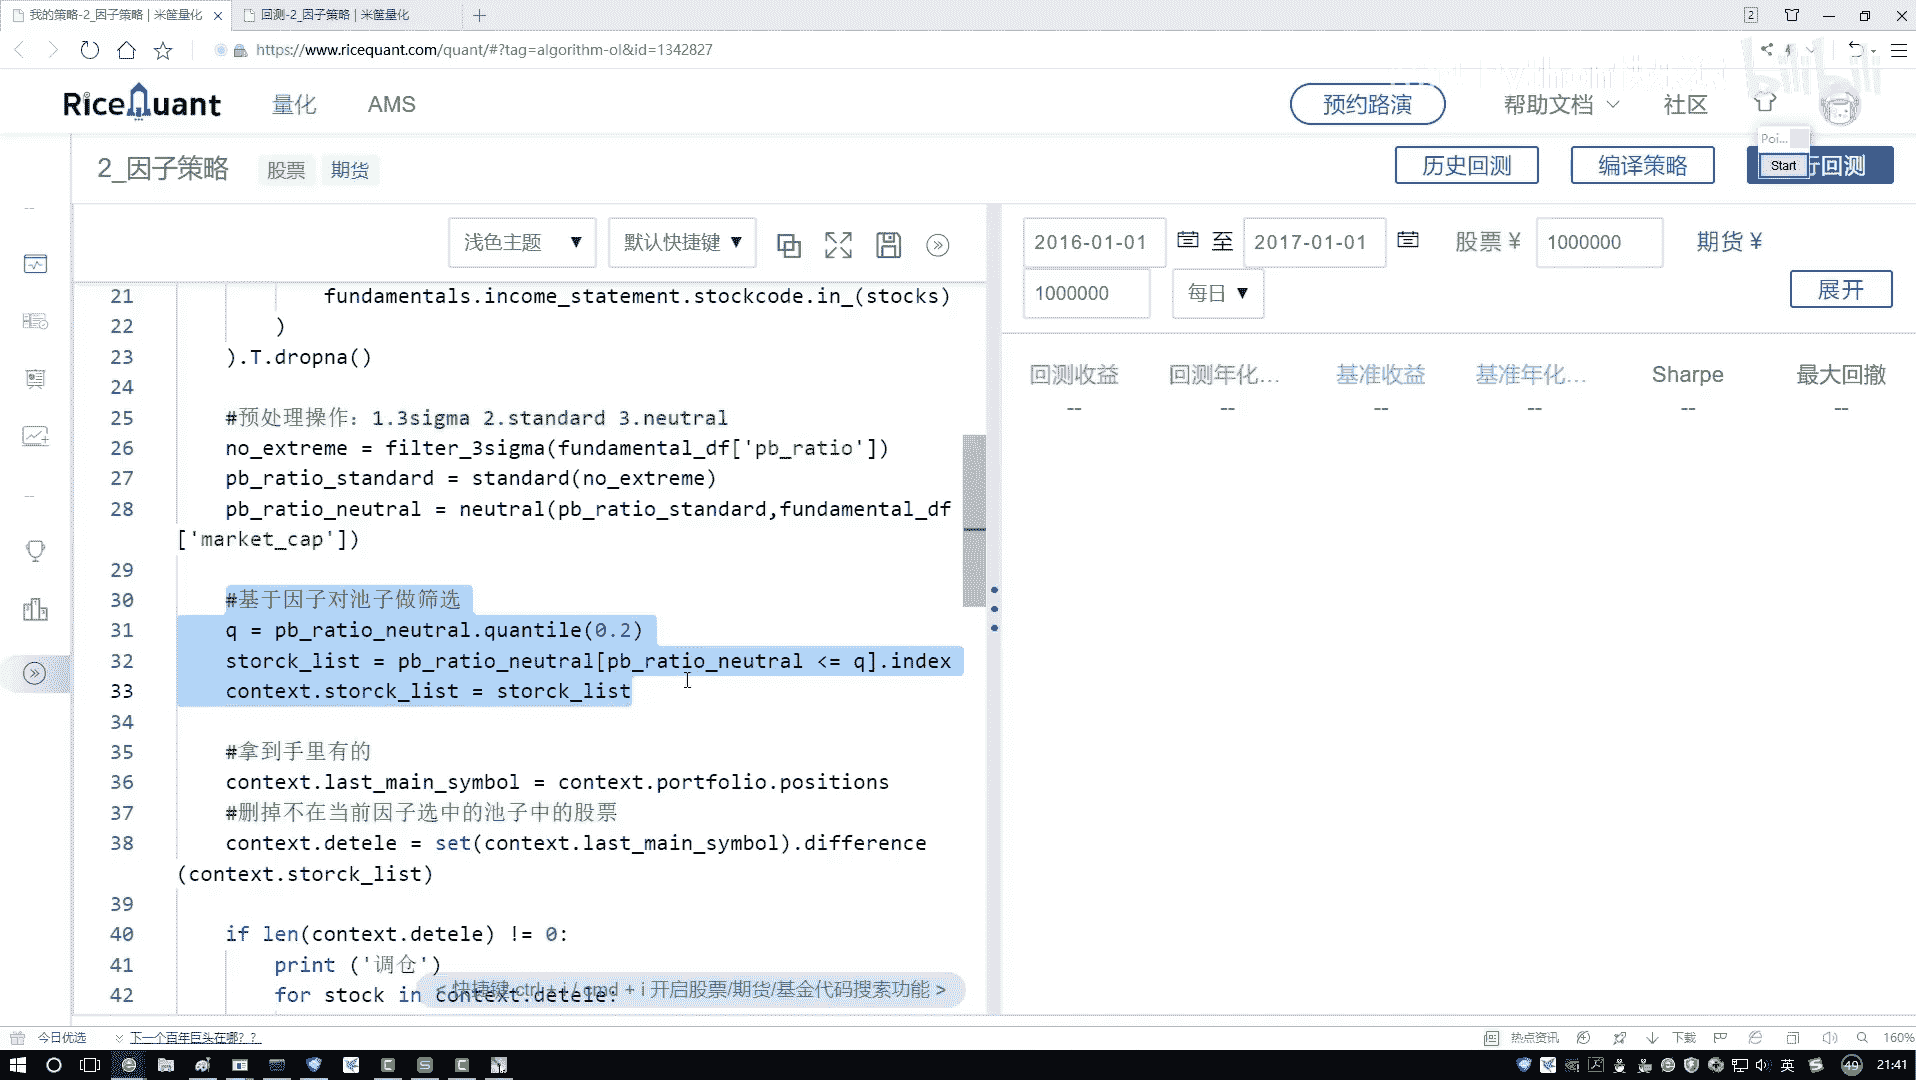 我的策略-2_因子策略 | 米筐量化
回测-2_因子策略 | 米筐量化
2
https://www.ricequant.com/quant/#?tag=algorithm-ol&id=1342827
RiceQuant
量化
AMS
预约路演
帮助文档
社区
Poi...
2_因子策略
股票
期货
历史回测
编译策略
Start
行回测
浅色主题 ▼
默认快捷键 ▼
2016-01-01
至
2017-01-01
股票 ¥
1000000
期货 ¥
1000000
每日 ▼
展开
回测收益
回测年化...
基准收益
基准年化...
Sharpe
最大回撤
--
--
--
--
--
--
21 fundamentals.income_statement.stockcode.in_(stocks)
22 )
23 ).T.dropna()
24
25 #预处理操作：1.3sigma 2.standard 3.neutral
26 no_extreme = filter_3sigma(fundamental_df['pb_ratio'])
27 pb_ratio_standard = standard(no_extreme)
28 pb_ratio_neutral = neutral(pb_ratio_standard,fundamental_df
['market_cap'])
29
30 #基于因子对池子做筛选
31 q = pb_ratio_neutral.quantile(0.2)
32 storck_list = pb_ratio_neutral[pb_ratio_neutral <= q].index
33 context.storck_list = storck_list
34
35 #拿到手里有的
36 context.last_main_symbol = context.portfolio.positions
37 #删掉不在当前因子选中的池子中的股票
38 context.detele = set(context.last_main_symbol).difference
(context.storck_list)
39
40 if len(context.detele) != 0:
41 print ('调仓')
42 for stock in context.detele:
< 快捷键 ctrl + i / cmd + i 开启股票/期货/基金代码搜索功能 >
今日优选
下一个百年巨头在哪？？
热点资讯
下载
160%
英
49
21:41